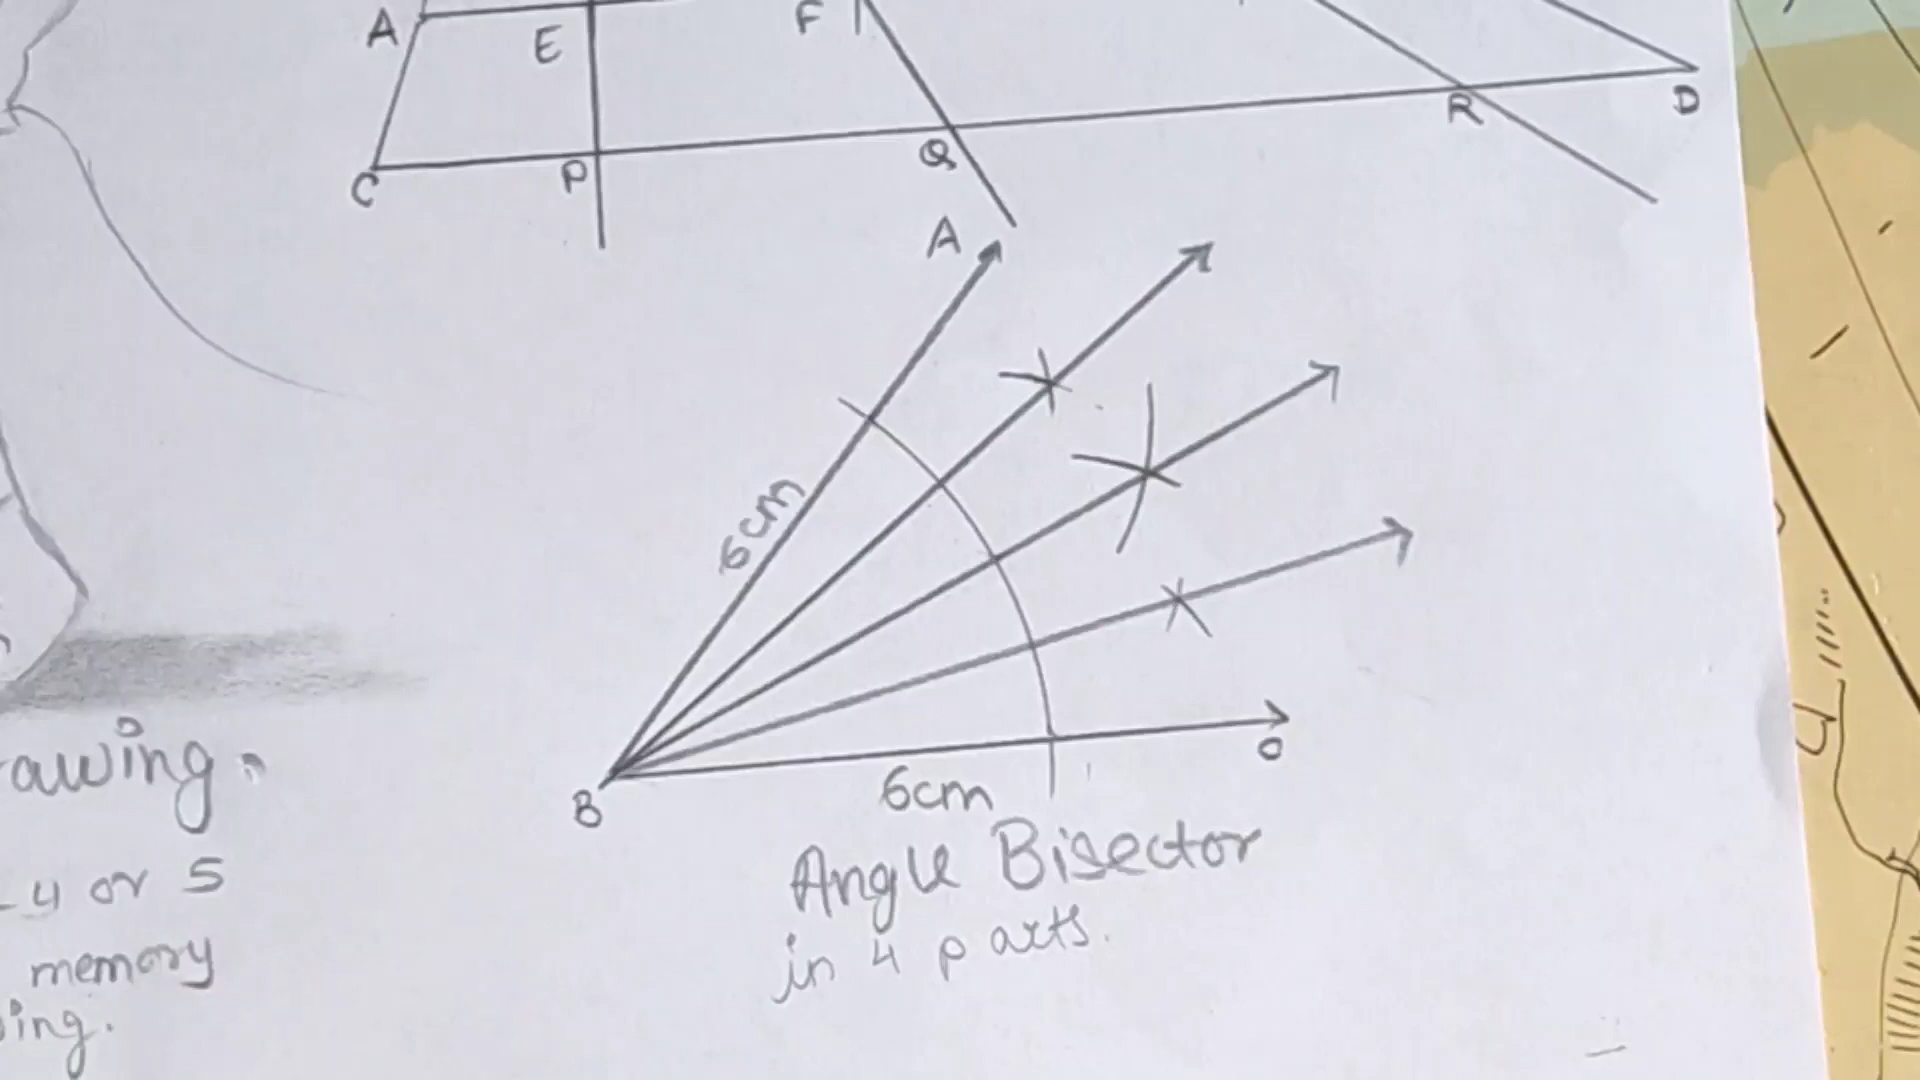 A
E
F
C
P
Q
R
D
A
6cm
B
6cm
C
Angle Bisector
in 4 parts.
awing.
4 or 5
memory
ing.